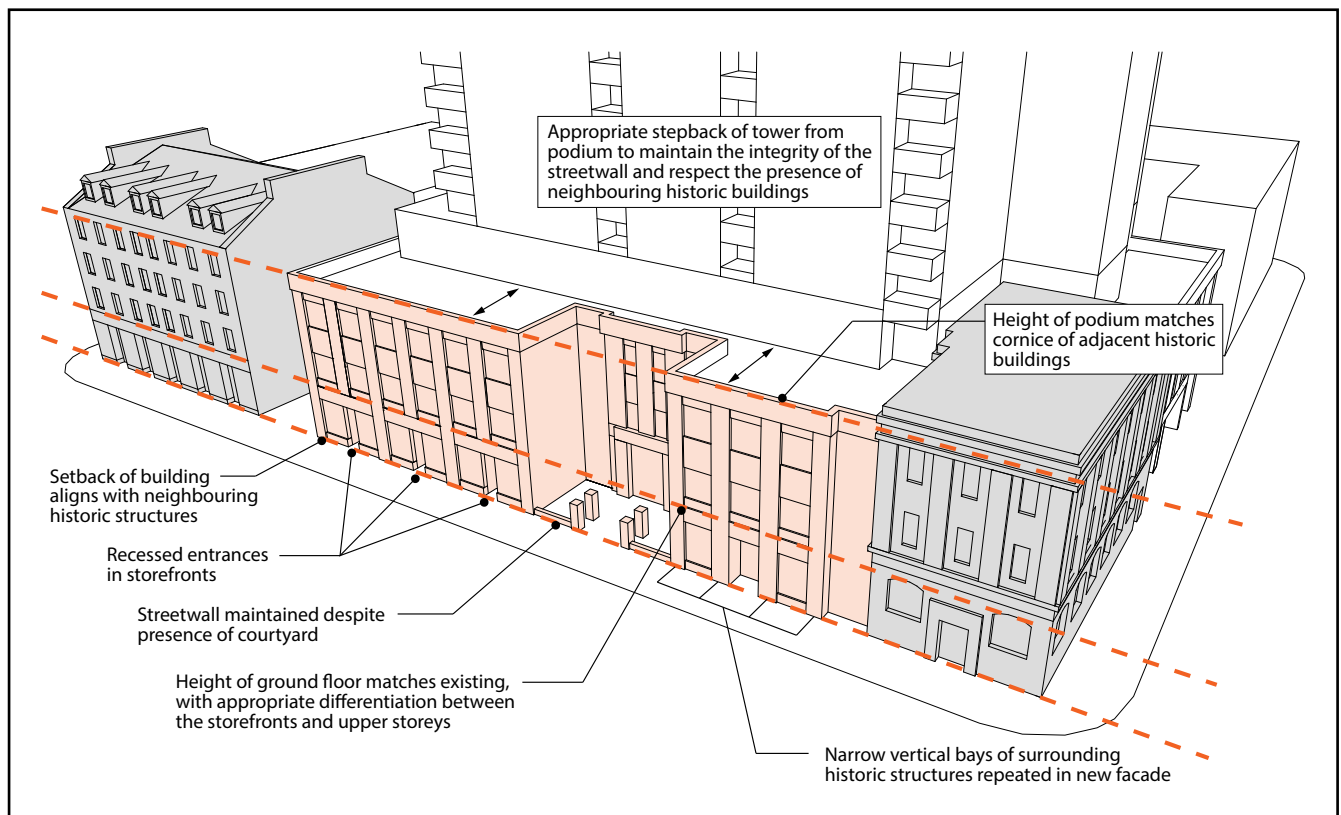 Appropriate stepback of tower from
podium to maintain the integrity of the
streetwall and respect the presence of
neighbouring historic buildings
Height of podium matches
cornice of adjacent historic
buildings
Setback of building
aligns with neighbouring
historic structures
Recessed entrances
in storefronts
Streetwall maintained despite
presence of courtyard
Height of ground floor matches existing,
with appropriate differentiation between
the storefronts and upper storeys
Narrow vertical bays of surrounding
historic structures repeated in new facade